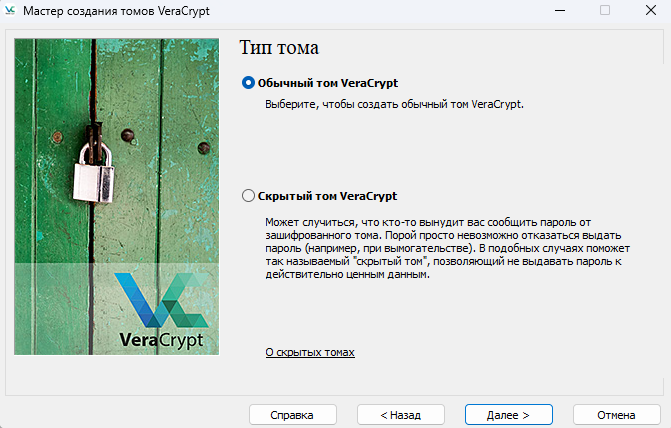 Мастер создания томов VeraCrypt
Тип тома
Обычный том VeraCrypt
Выберите, чтобы создать обычный том VeraCrypt.
Скрытый том VeraCrypt
Может случиться, что кто-то вынудит вас сообщить пароль от
зашифрованного тома. Порой просто невозможно отказаться выдать
пароль (например, при вымогательстве). В подобных случаях поможет
так называемый "скрытый том", позволяющий не выдавать пароль к
действительно ценным данным.
VeraCrypt
О скрытых томах
Справка
< Назад
Далее >
Отмена